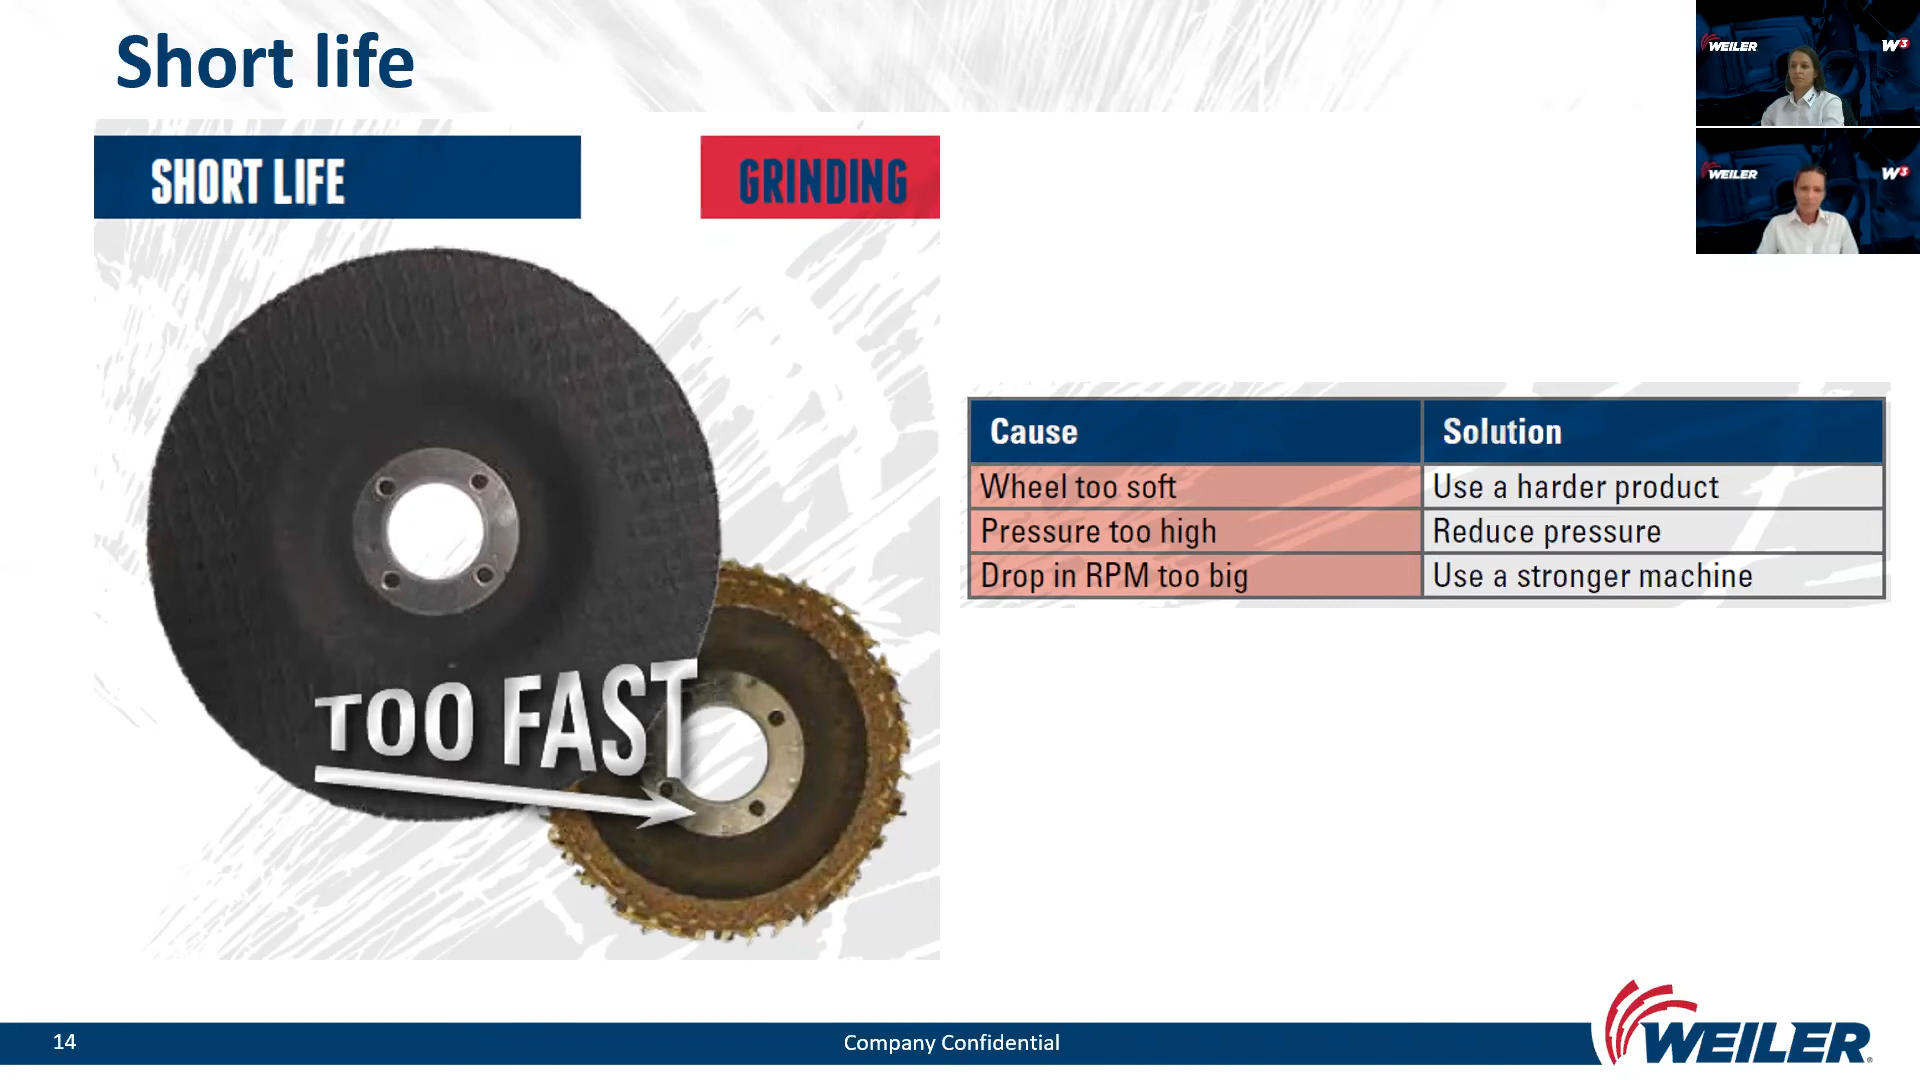 Short life
SHORT LIFE
GRINDING
TOO FAST
Cause Solution
Wheel too soft Use a harder product
Pressure too high Reduce pressure
Drop in RPM too big Use a stronger machine
WEILER W3
WEILER W3
14 Company Confidential WEILER®